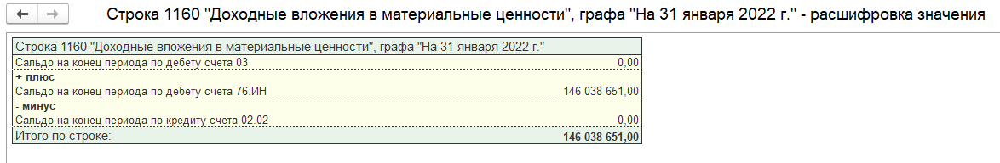 Строка 1160 "Доходные вложения в материальные ценности", графа "На 31 января 2022 г." - расшифровка значения
Строка 1160 "Доходные вложения в материальные ценности", графа "На 31 января 2022 г."
Сальдо на конец периода по дебету счета 03 0,00
+ плюс
Сальдо на конец периода по дебету счета 76.ИН 146 038 651,00
- минус
Сальдо на конец периода по кредиту счета 02.02 0,00
Итого по строке: 146 038 651,00